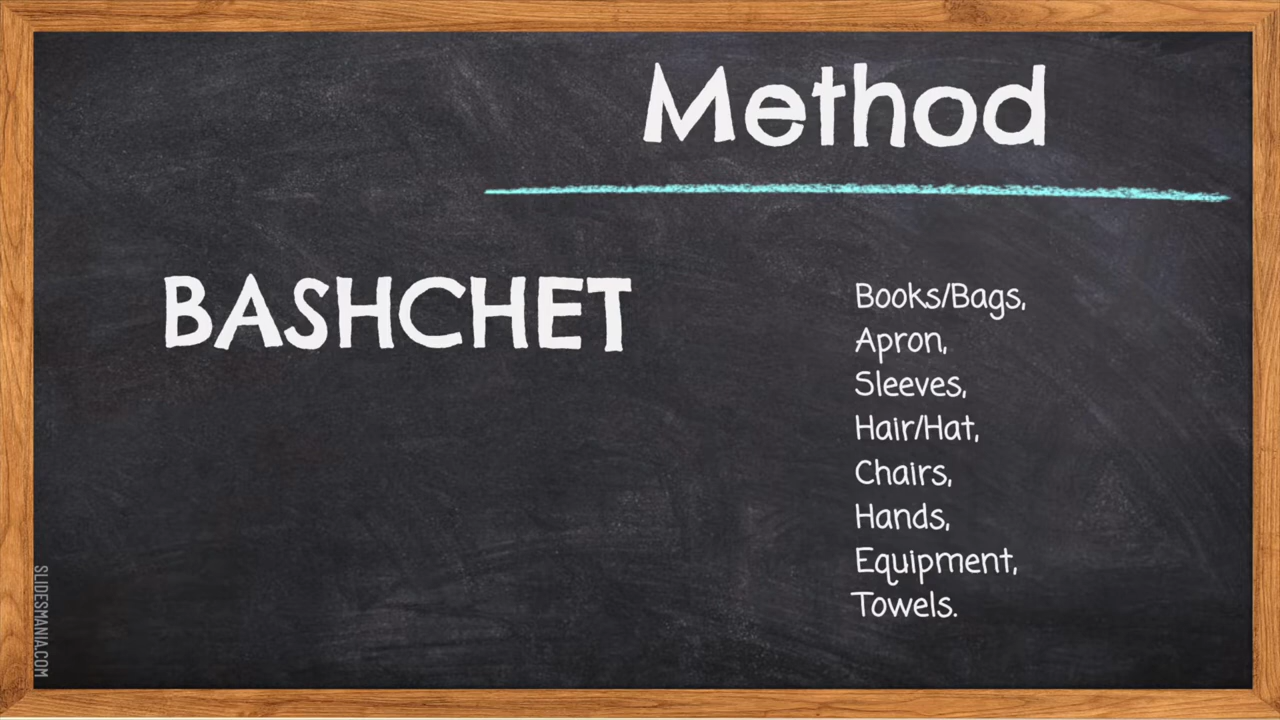 Method
BASHCHET
Books/Bags,
Apron,
Sleeves,
Hair/Hat,
Chairs,
Hands,
Equipment,
Towels.
SLIDESMANIA.COM